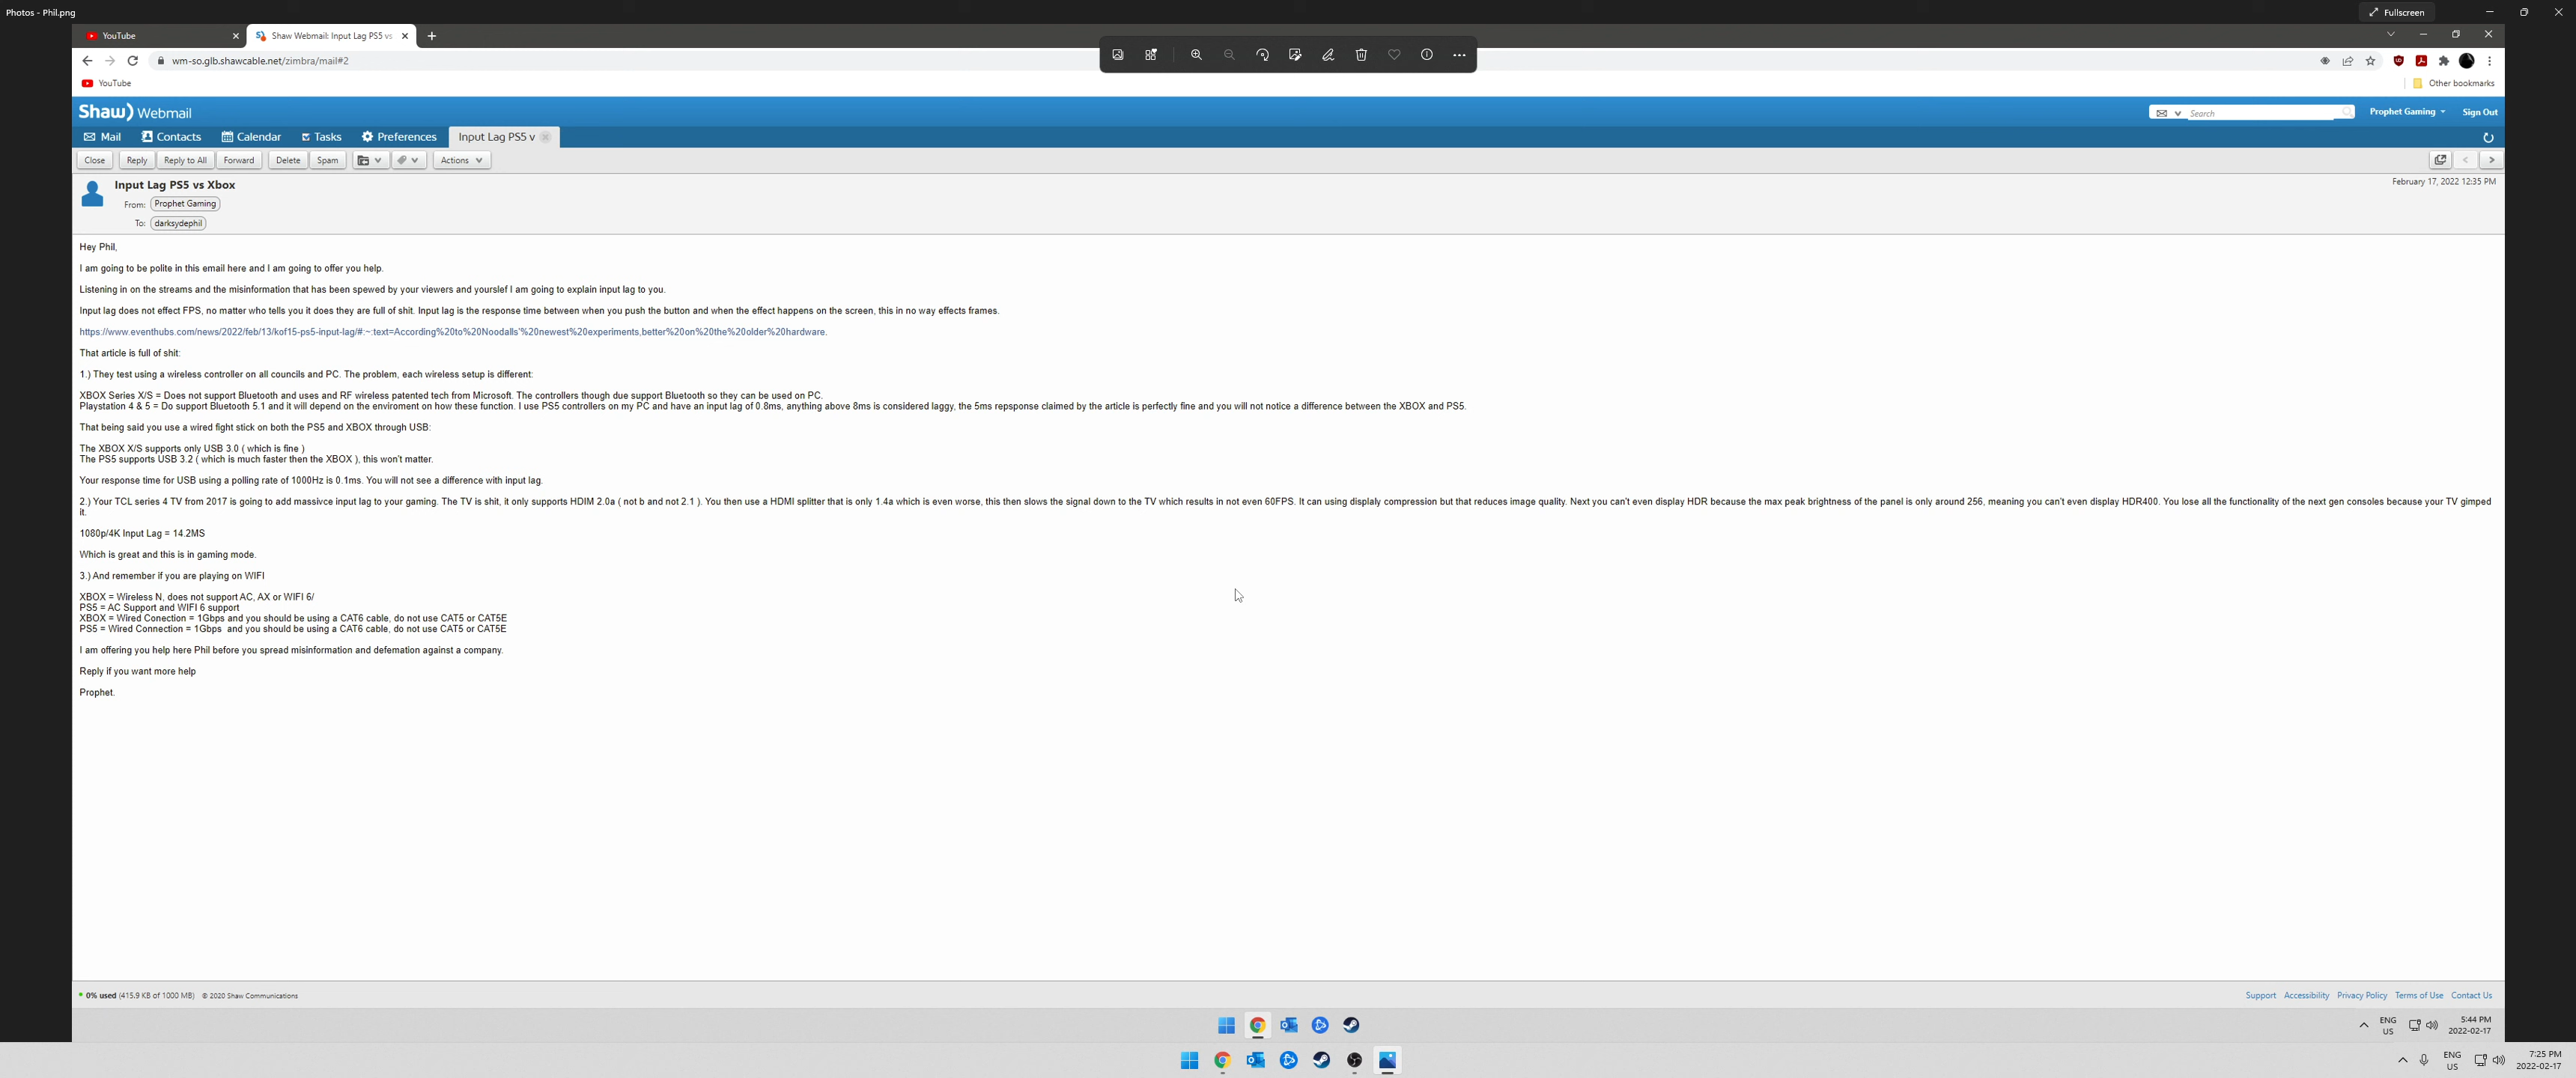 Photos - Phil.png
Fullscreen
YouTube
Shaw Webmail: Input Lag PS5 vs
wm-so.glb.shawcable.net/zimbra/mail#2
YouTube
Other bookmarks
Shaw) Webmail
Search
Prophet Gaming
Sign Out
Mail Contacts Calendar Tasks Preferences Input Lag PS5 v
Close Reply Reply to All Forward Delete Spam Actions
Input Lag PS5 vs Xbox
February 17, 2022 12:35 PM
From: Prophet Gaming
To: darksydephil
Hey Phil,
I am going to be polite in this email here and I am going to offer you help.
Listening in on the streams and the misinformation that has been spewed by your viewers and yourslef I am going to explain input lag to you.
Input lag does not effect FPS, no matter who tells you it does they are full of shit. Input lag is the response time between when you push the button and when the effect happens on the screen, this in no way effects frames.
https://www.eventhubs.com/news/2022/feb/13/kof15-ps5-input-lag/#:~:text=According%20to%20Noodalls'%20newest%20experiments,better%20on%20the%20older%20hardware.
That article is full of shit:
1.) They test using a wireless controller on all councils and PC. The problem, each wireless setup is different:
XBOX Series X/S = Does not support Bluetooth and uses and RF wireless patented tech from Microsoft. The controllers though due support Bluetooth so they can be used on PC.
Playstation 4 & 5 = Do support Bluetooth 5.1 and it will depend on the enviroment on how these function. I use PS5 controllers on my PC and have an input lag of 0.8ms, anything above 8ms is considered laggy, the 5ms repsponse claimed by the article is perfectly fine and you will not notice a difference between the XBOX and PS5.
That being said you use a wired fight stick on both the PS5 and XBOX through USB:
The XBOX X/S supports only USB 3.0 ( which is fine )
The PS5 supports USB 3.2 ( which is much faster then the XBOX ), this won't matter.
Your response time for USB using a polling rate of 1000Hz is 0.1ms. You will not see a difference with input lag.
2.) Your TCL series 4 TV from 2017 is going to add massivce input lag to your gaming. The TV is shit, it only supports HDIM 2.0a ( not b and not 2.1 ). You then use a HDMI splitter that is only 1.4a which is even worse, this then slows the signal down to the TV which results in not even 60FPS. It can using displaly compression but that reduces image quality. Next you can't even display HDR because the max peak brightness of the panel is only around 256, meaning you can't even display HDR400. You lose all the functionality of the next gen consoles because your TV gimped
it.
1080p/4K Input Lag = 14.2MS
Which is great and this is in gaming mode.
3.) And remember if you are playing on WIFI
XBOX = Wireless N, does not support AC, AX or WIFI 6/
PS5 = AC Support and WIFI 6 support
XBOX = Wired Conection = 1Gbps and you should be using a CAT6 cable, do not use CAT5 or CAT5E
PS5 = Wired Connection = 1Gbps and you should be using a CAT6 cable, do not use CAT5 or CAT5E
I am offering you help here Phil before you spread misinformation and defemation against a company.
Reply if you want more help
Prophet.
0% used (415.9 KB of 1000 MB) © 2020 Shaw Communications
Support Accessibility Privacy Policy Terms of Use Contact Us
ENG
US
5:44 PM
2022-02-17
ENG
US
7:25 PM
2022-02-17